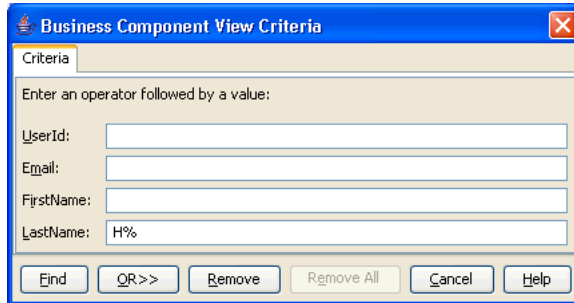 Business Component View Criteria
Criteria
Enter an operator followed by a value:
UserId:
Email:
FirstName:
LastName: H%
Find OR>> Remove Remove All Cancel Help